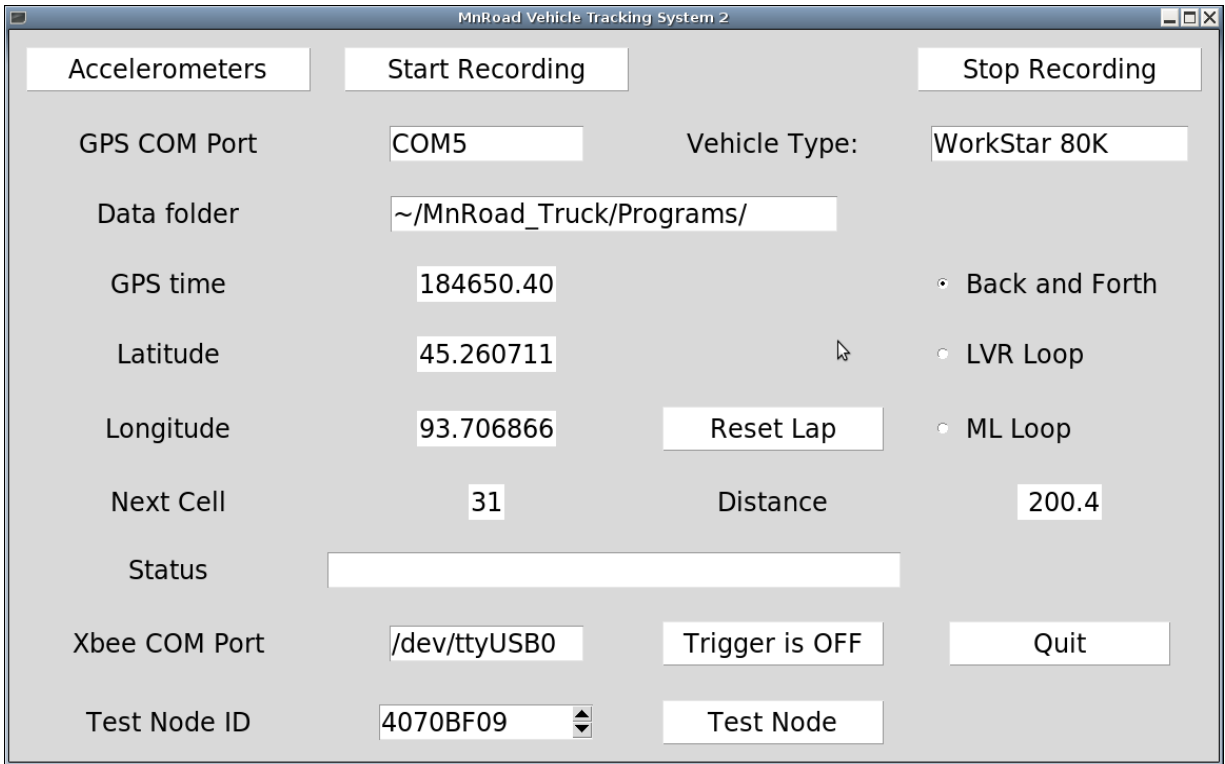 MnRoad Vehicle Tracking System 2
Accelerometers Start Recording Stop Recording
GPS COM Port COM5 Vehicle Type: WorkStar 80K
Data folder ~/MnRoad_Truck/Programs/
GPS time 184650.40 Back and Forth
Latitude 45.260711 LVR Loop
Longitude 93.706866 Reset Lap ML Loop
Next Cell 31 Distance 200.4
Status
Xbee COM Port /dev/ttyUSB0 Trigger is OFF Quit
Test Node ID 4070BF09 Test Node